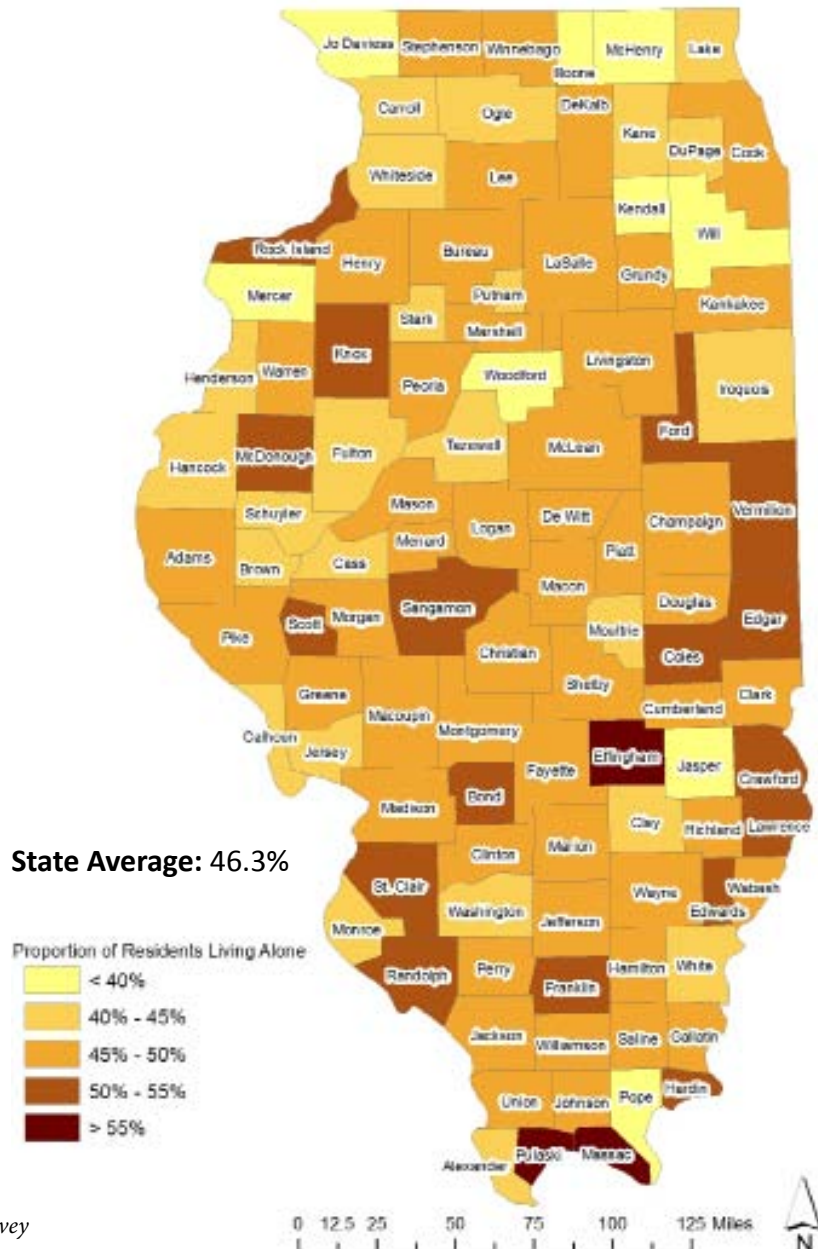 Jo Daviess
Stephenson
Winnebago
Boone
McHenry
Lake
Carroll
Ogle
DeKalb
Kane
DuPage
Cook
Whiteside
Lee
Kendall
Will
Rock Island
Henry
Bureau
LaSalle
Grundy
Mercer
Putnam
Kankakee
Stark
Marshall
Knox
Livingston
Henderson
Warren
Peoria
Woodford
Iroquois
Ford
Hancock
McDonough
Fulton
Tazewell
McLean
Schuyler
Mason
Logan
De Witt
Champaign
Vermilion
Adams
Brown
Cass
Menard
Piatt
Macon
Douglas
Edgar
Pike
Scott
Morgan
Sangamon
Moultrie
Christian
Coles
Shelby
Greene
Macoupin
Montgomery
Cumberland
Clark
Calhoun
Jersey
Fayette
Effingham
Jasper
Crawford
Madison
Bond
Clay
Richland
Lawrence
State Average: 46.3%
Clinton
Marion
St. Clair
Wayne
Wabash
Edwards
Washington
Jefferson
Monroe
Proportion of Residents Living Alone
< 40%
40% - 45%
45% - 50%
50% - 55%
> 55%
Randolph
Perry
Franklin
Hamilton
White
Jackson
Williamson
Saline
Gallatin
Union
Johnson
Pope
Hardin
Alexander
Pulaski
Massac
vey
0 12.5 25 50 75 100 125 Miles
N